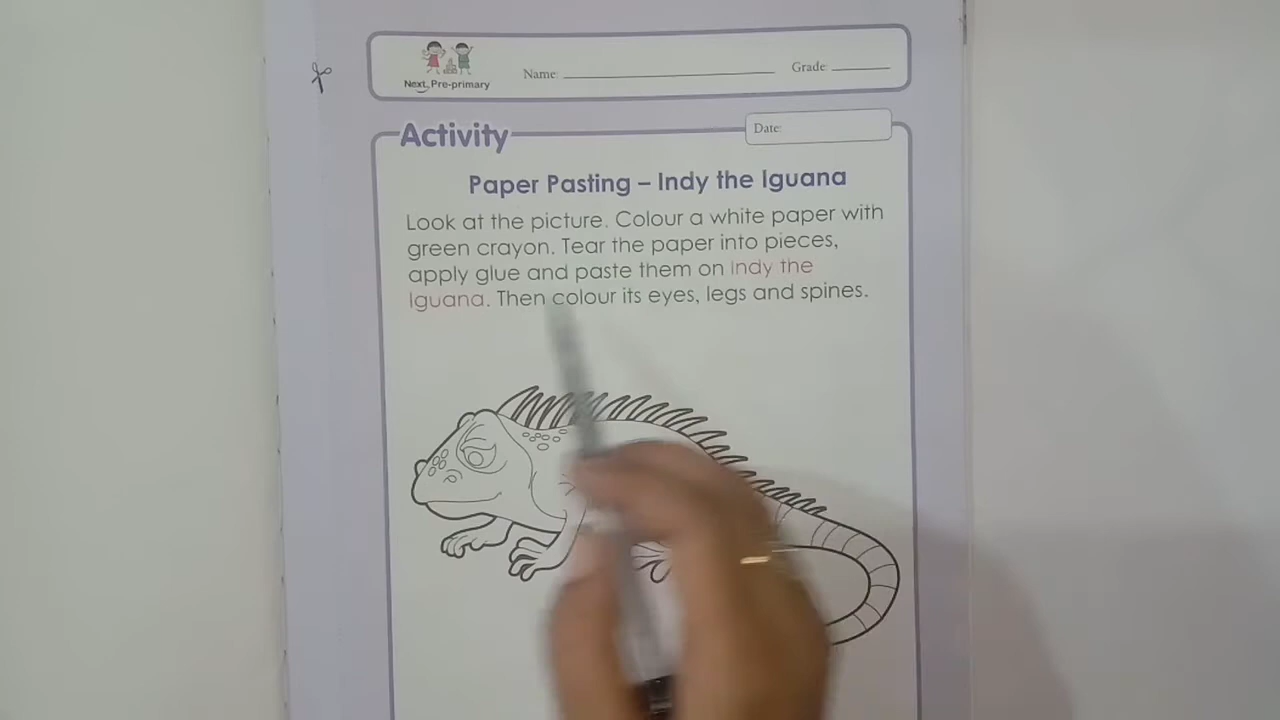 Next Pre-primary
Name:
Grade:
Activity
Date:
Paper Pasting – Indy the Iguana
Look at the picture. Colour a white paper with
green crayon. Tear the paper into pieces,
apply glue and paste them on Indy the
Iguana. Then colour its eyes, legs and spines.